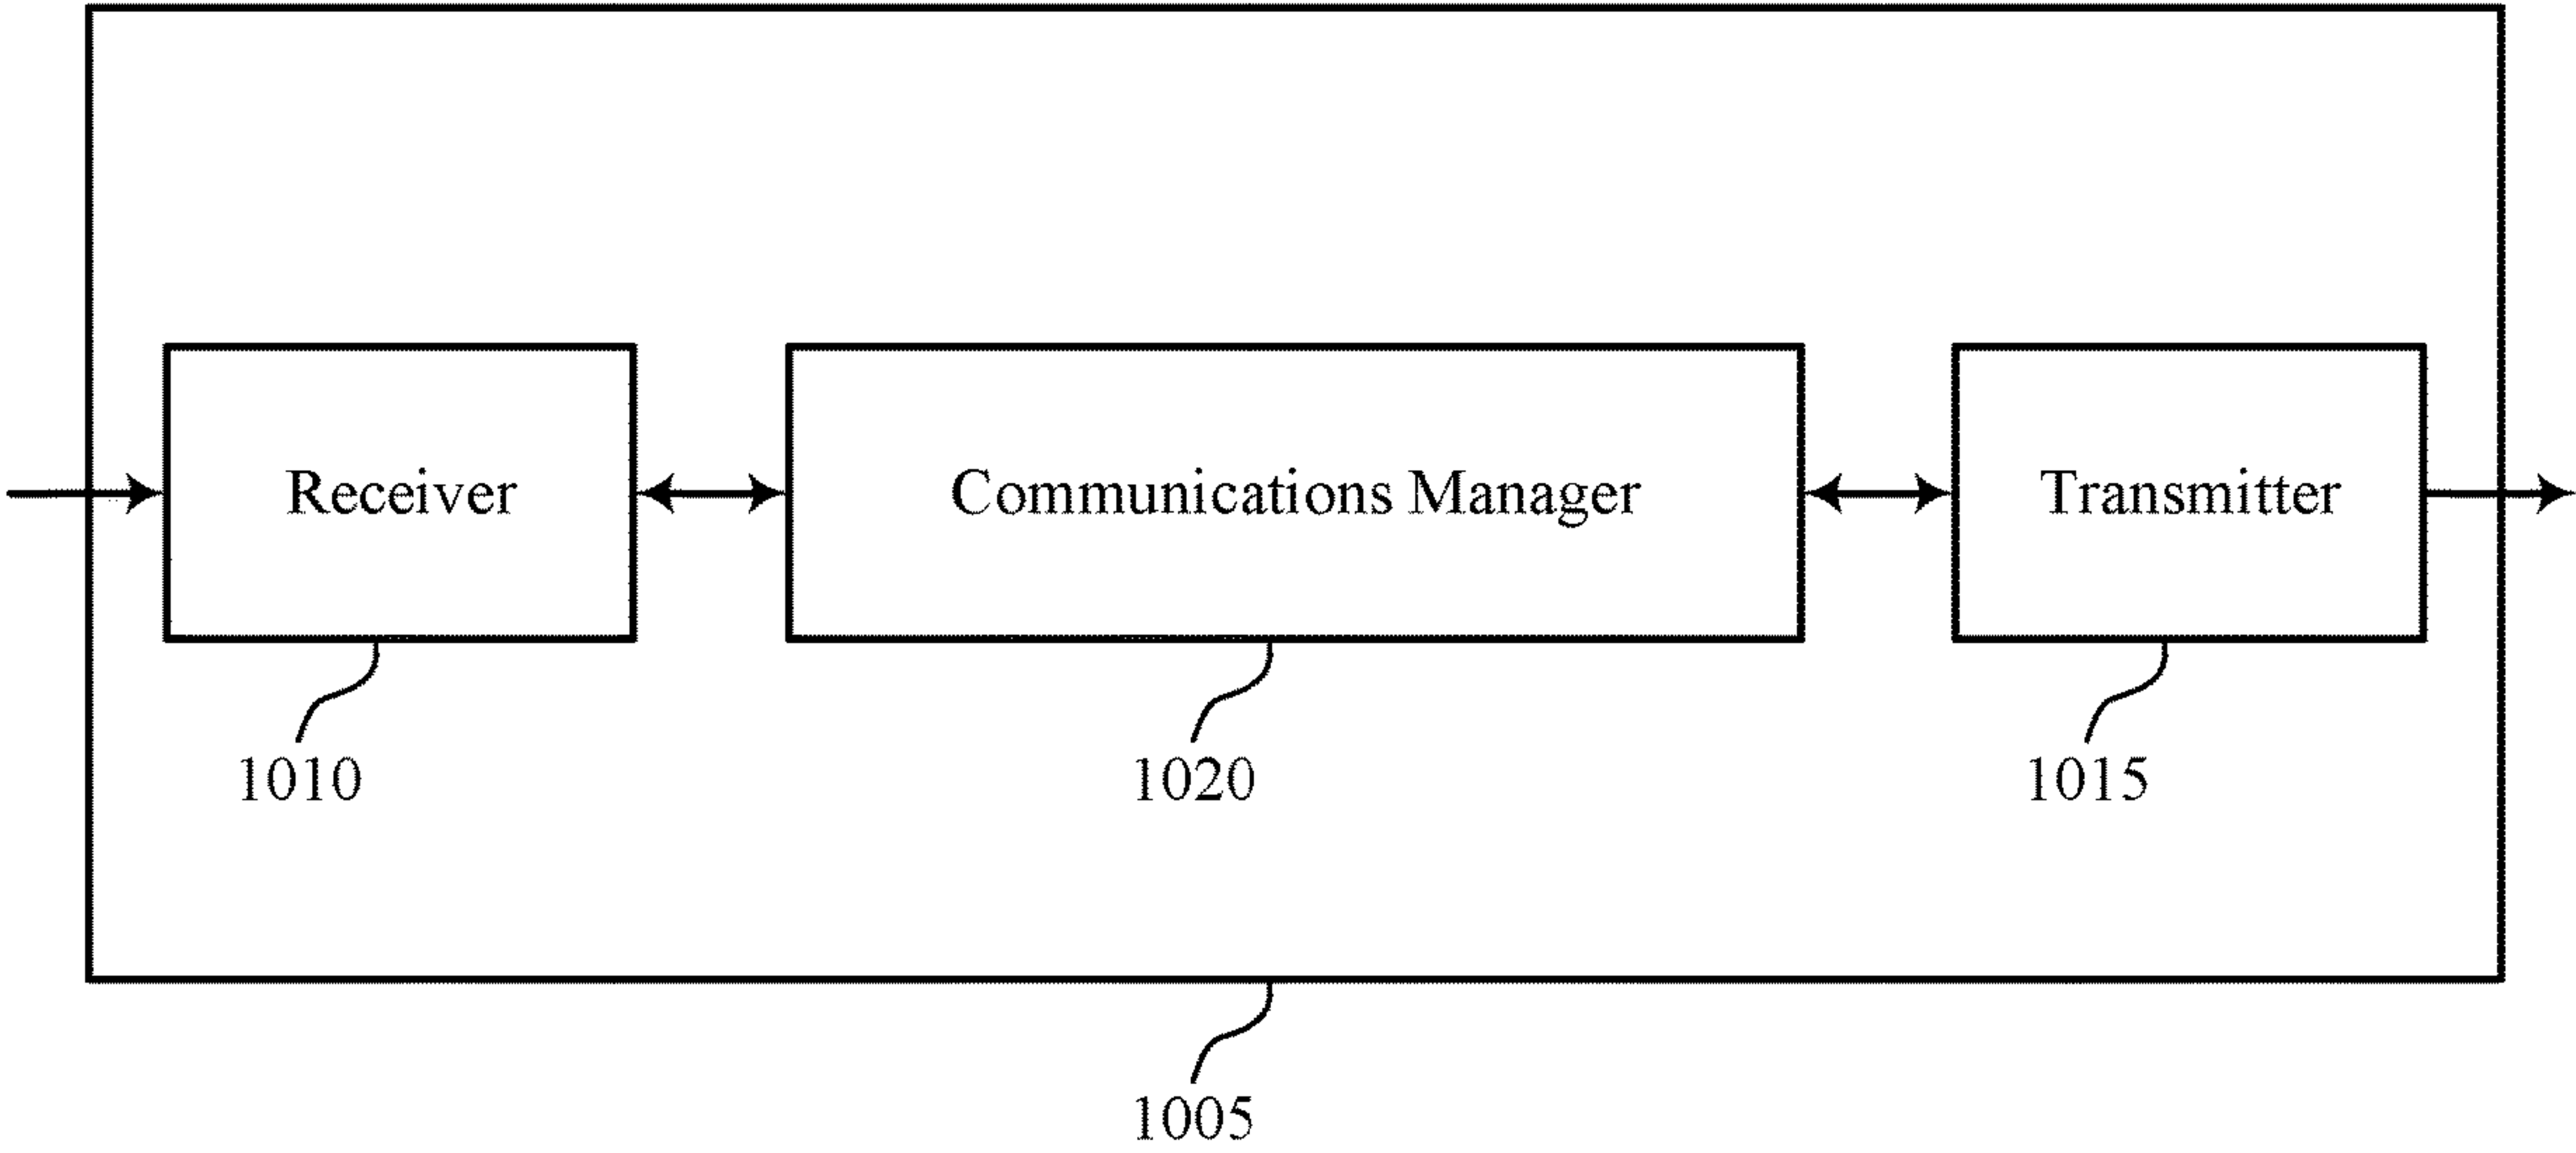 Receiver
Communications Manager
Transmitter
1010
1020
1015
1005